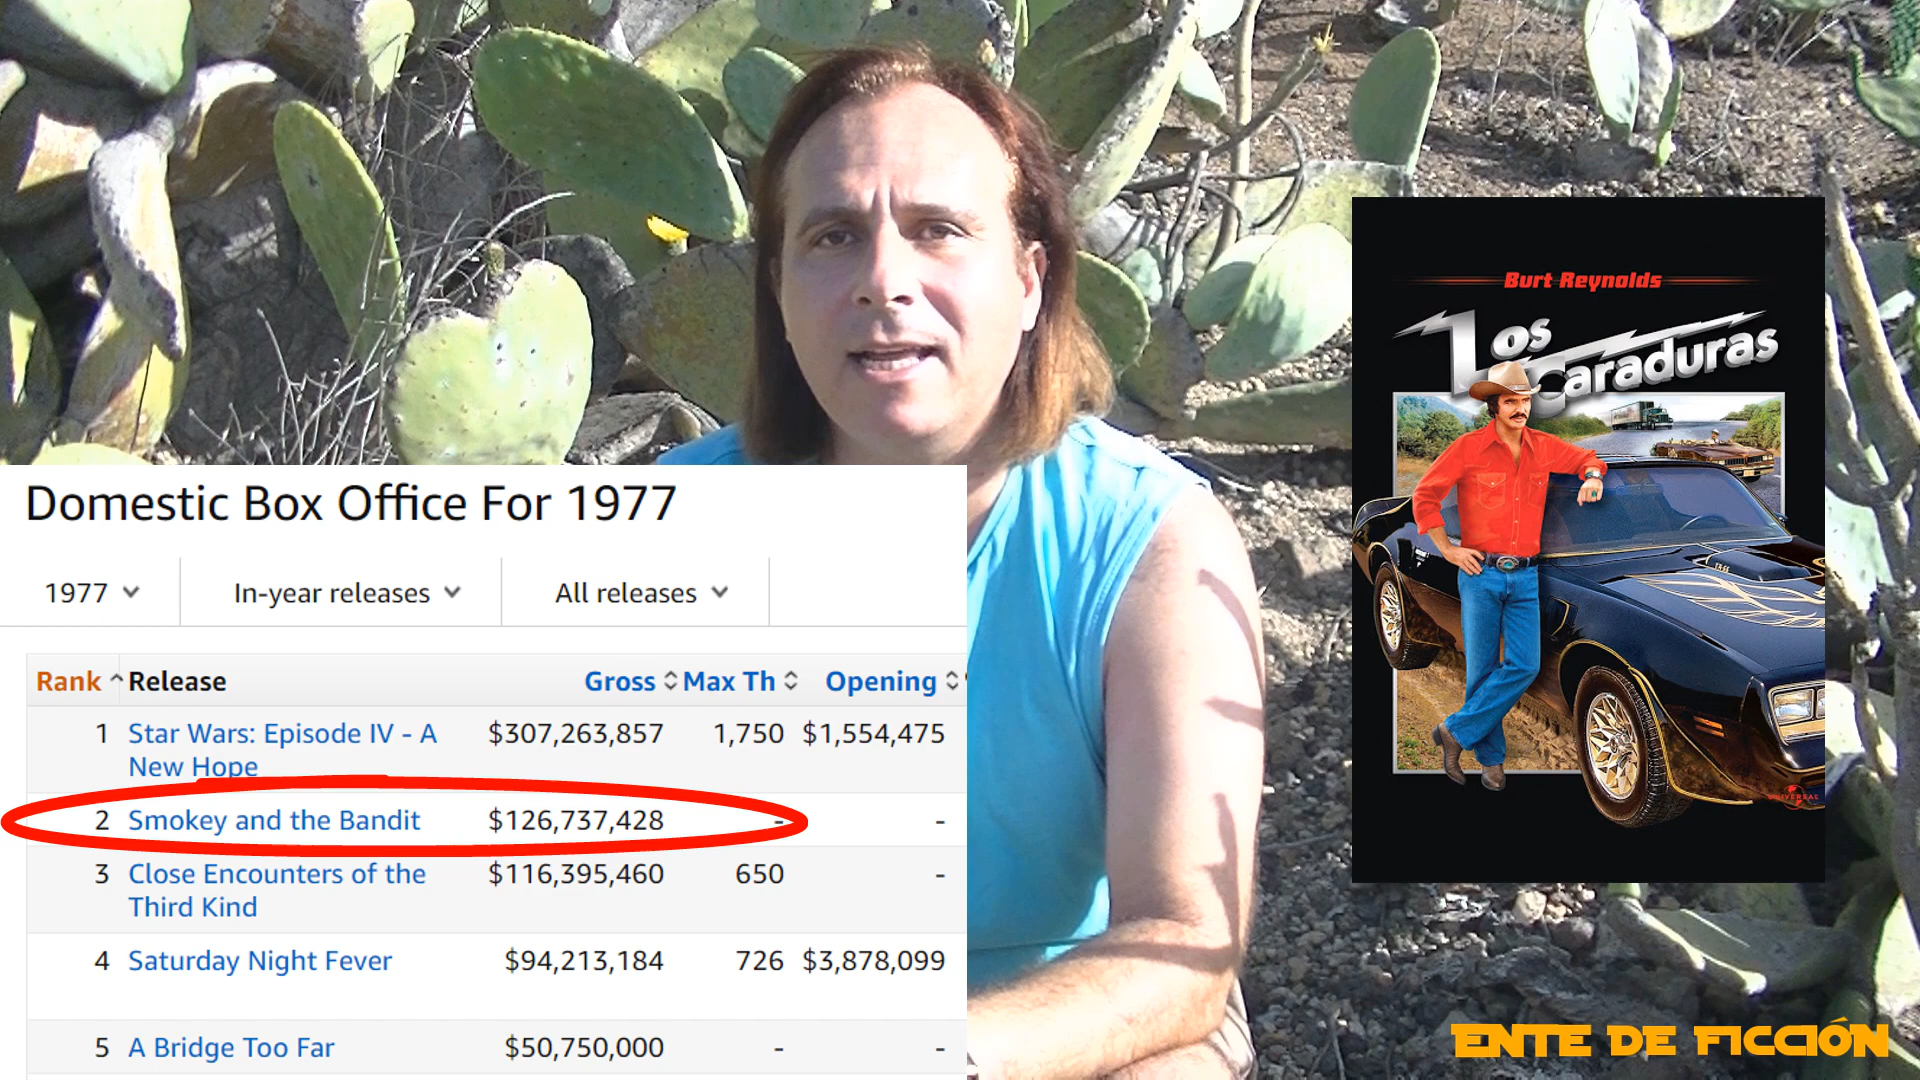 Burt Reynolds
Los
Caraduras
UNIVERSAL
Domestic Box Office For 1977
1977 In-year releases All releases
Rank Release Gross Max Th Opening
1 Star Wars: Episode IV - A $307,263,857 1,750 $1,554,475
New Hope
2 Smokey and the Bandit $126,737,428 - -
3 Close Encounters of the $116,395,460 650 -
Third Kind
4 Saturday Night Fever $94,213,184 726 $3,878,099
5 A Bridge Too Far $50,750,000 - -
ENTE DE FICCIÓN